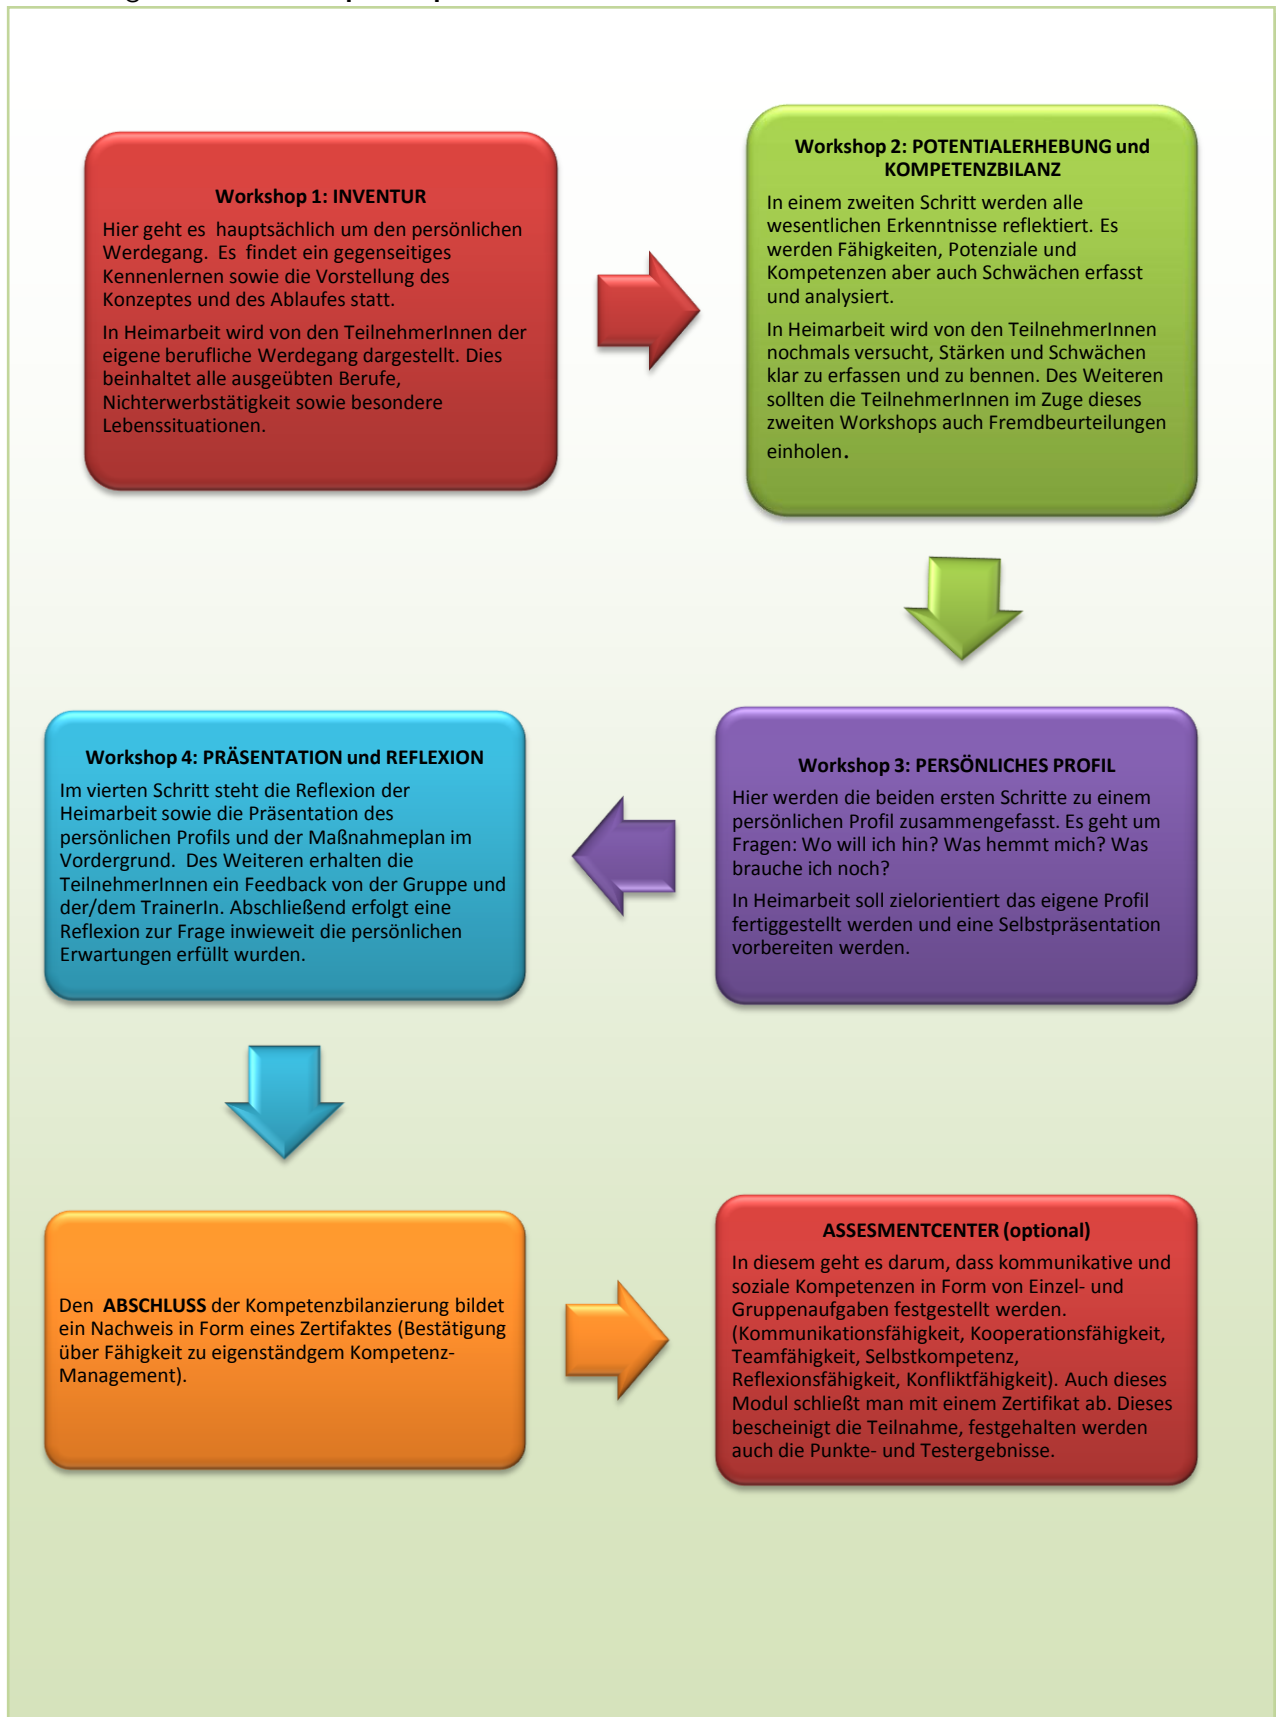 Workshop 1: INVENTUR
Hier geht es hauptsächlich um den persönlichen
Werdegang. Es findet ein gegenseitiges
Kennenlernen sowie die Vorstellung des
Konzeptes und des Ablaufes statt.
In Heimarbeit wird von den TeilnehmerInnen der
eigene berufliche Werdegang dargestellt. Dies
beinhaltet alle ausgeübten Berufe,
Nichterwerbstätigkeit sowie besondere
Lebenssituationen.
Workshop 2: POTENTIALERHEBUNG und
KOMPETENZBILANZ
In einem zweiten Schritt werden alle
wesentlichen Erkenntnisse reflektiert. Es
werden Fähigkeiten, Potenziale und
Kompetenzen aber auch Schwächen erfasst
und analysiert.
In Heimarbeit wird von den TeilnehmerInnen
nochmals versucht, Stärken und Schwächen
klar zu erfassen und zu bennen. Des Weiteren
sollten die TeilnehmerInnen im Zuge dieses
zweiten Workshops auch Fremdbeurteilungen
einholen.
Workshop 3: PERSÖNLICHES PROFIL
Hier werden die beiden ersten Schritte zu einem
persönlichen Profil zusammengefasst. Es geht um
Fragen: Wo will ich hin? Was hemmt mich? Was
brauche ich noch?
In Heimarbeit soll zielorientiert das eigene Profil
fertiggestellt werden und eine Selbstpräsentation
vorbereiten werden.
Workshop 4: PRÄSENTATION und REFLEXION
Im vierten Schritt steht die Reflexion der
Heimarbeit sowie die Präsentation des
persönlichen Profils und der Maßnahmeplan im
Vordergrund. Des Weiteren erhalten die
TeilnehmerInnen ein Feedback von der Gruppe und
der/dem TrainerIn. Abschließend erfolgt eine
Reflexion zur Frage inwieweit die persönlichen
Erwartungen erfüllt wurden.
Den ABSCHLUSS der Kompetenzbilanzierung bildet
ein Nachweis in Form eines Zertifaktes (Bestätigung
über Fähigkeit zu eigenständgem Kompetenz-
Management).
ASSESMENTCENTER (optional)
In diesem geht es darum, dass kommunikative und
soziale Kompetenzen in Form von Einzel- und
Gruppenaufgaben festgestellt werden.
(Kommunikationsfähigkeit, Kooperationsfähigkeit,
Teamfähigkeit, Selbstkompetenz,
Reflexionsfähigkeit, Konfliktfähigkeit). Auch dieses
Modul schließt man mit einem Zertifikat ab. Dieses
bescheinigt die Teilnahme, festgehalten werden
auch die Punkte- und Testergebnisse.